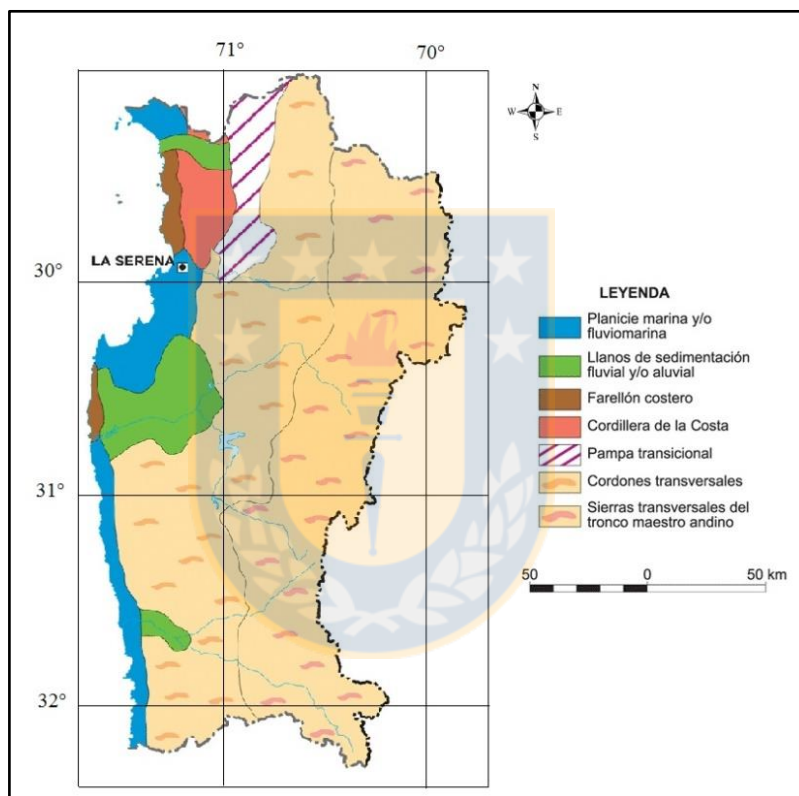 71°
70°
N
W E
S
LA SERENA
30°
31°
32°
LEYENDA
Planicie marina y/o
fluviomarina
Llanos de sedimentación
fluvial y/o aluvial
Farellón costero
Cordillera de la Costa
Pampa transicional
Cordones transversales
Sierras transversales del
tronco maestro andino
50 0 50 km